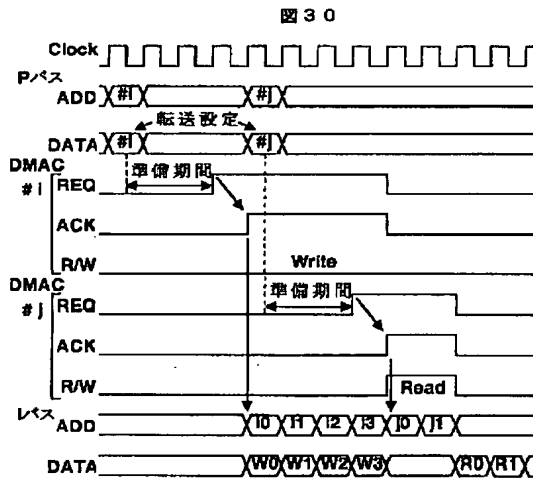 図30
Clock
Pバス
ADD #i #j
転送設定
DATA #i #j
DMAC #i
準備期間
REQ
ACK
R/W Write
DMAC #j
準備期間
REQ
ACK
R/W Read
Iバス
ADD i0 i1 i2 i3 j0 j1
DATA W0 W1 W2 W3 R0 R1